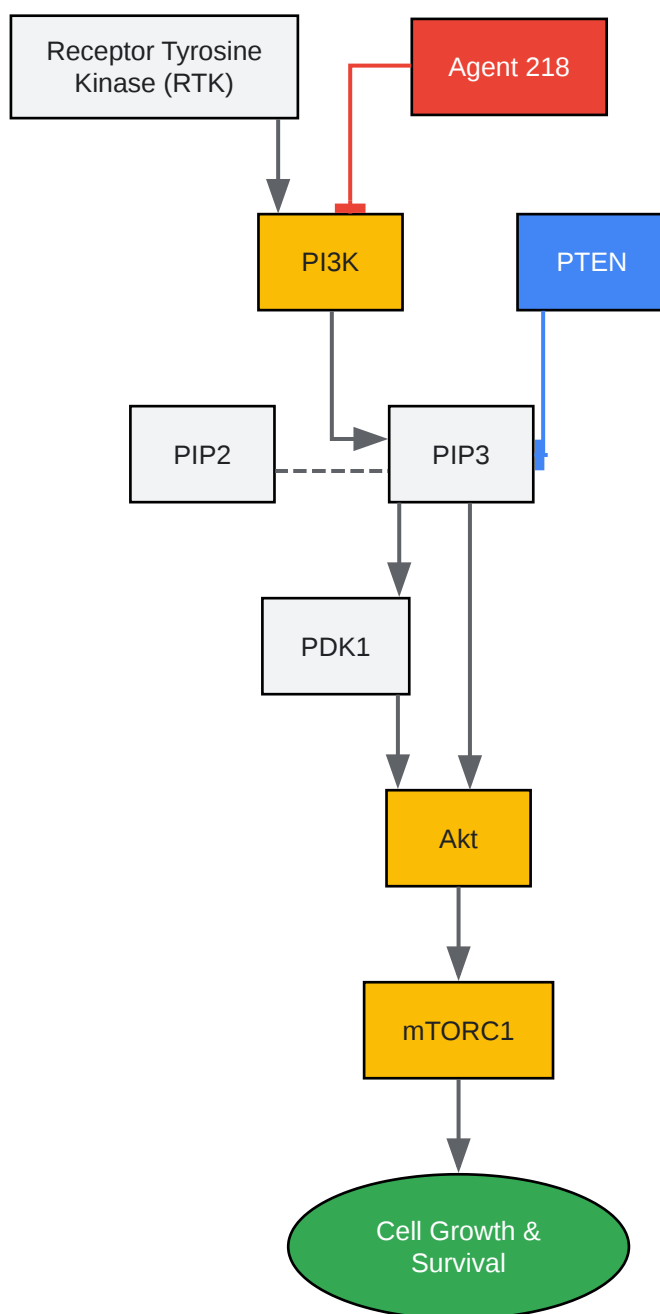 Receptor Tyrosine
Kinase (RTK)
Agent 218
PI3K
PTEN
PIP2
PIP3
PDK1
Akt
mTORC1
Cell Growth &
Survival